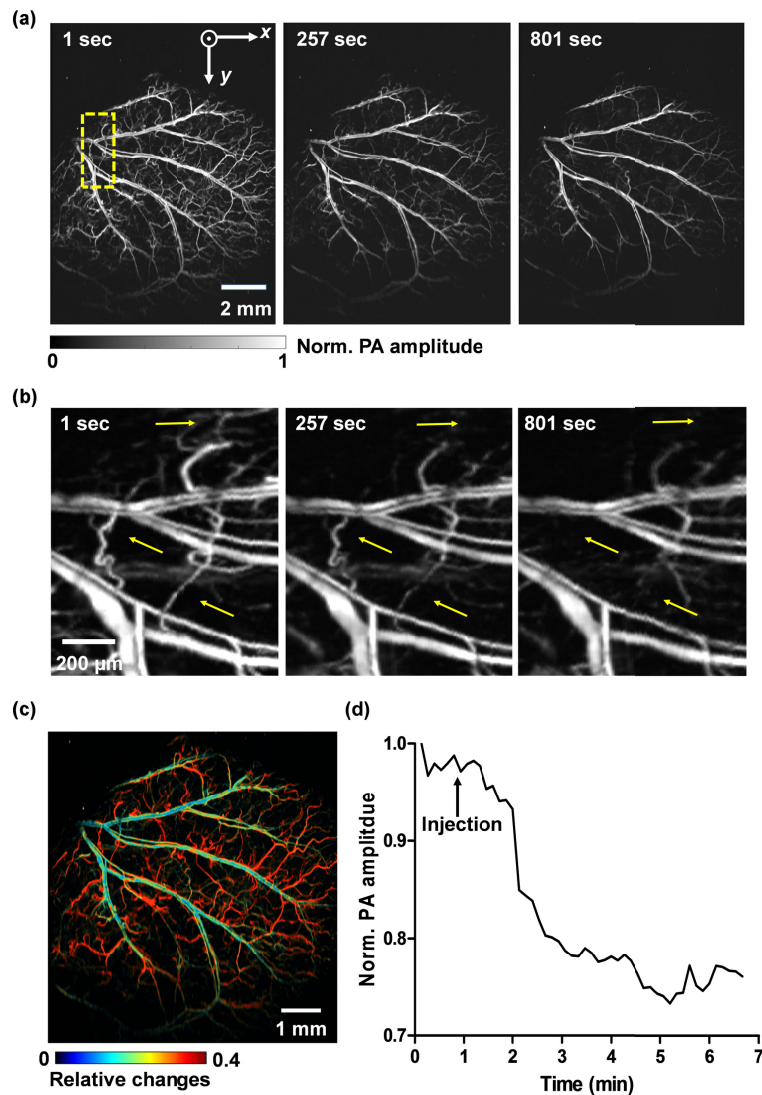 (a)
1 sec
x
y
257 sec
801 sec
2 mm
0
1
Norm. PA amplitude
(b)
1 sec
257 sec
801 sec
200 µm
(c)
1 mm
0
0.4
Relative changes
(d)
Norm. PA amplitdue
1.0
0.9
0.8
0.7
Injection
0 1 2 3 4 5 6 7
Time (min)